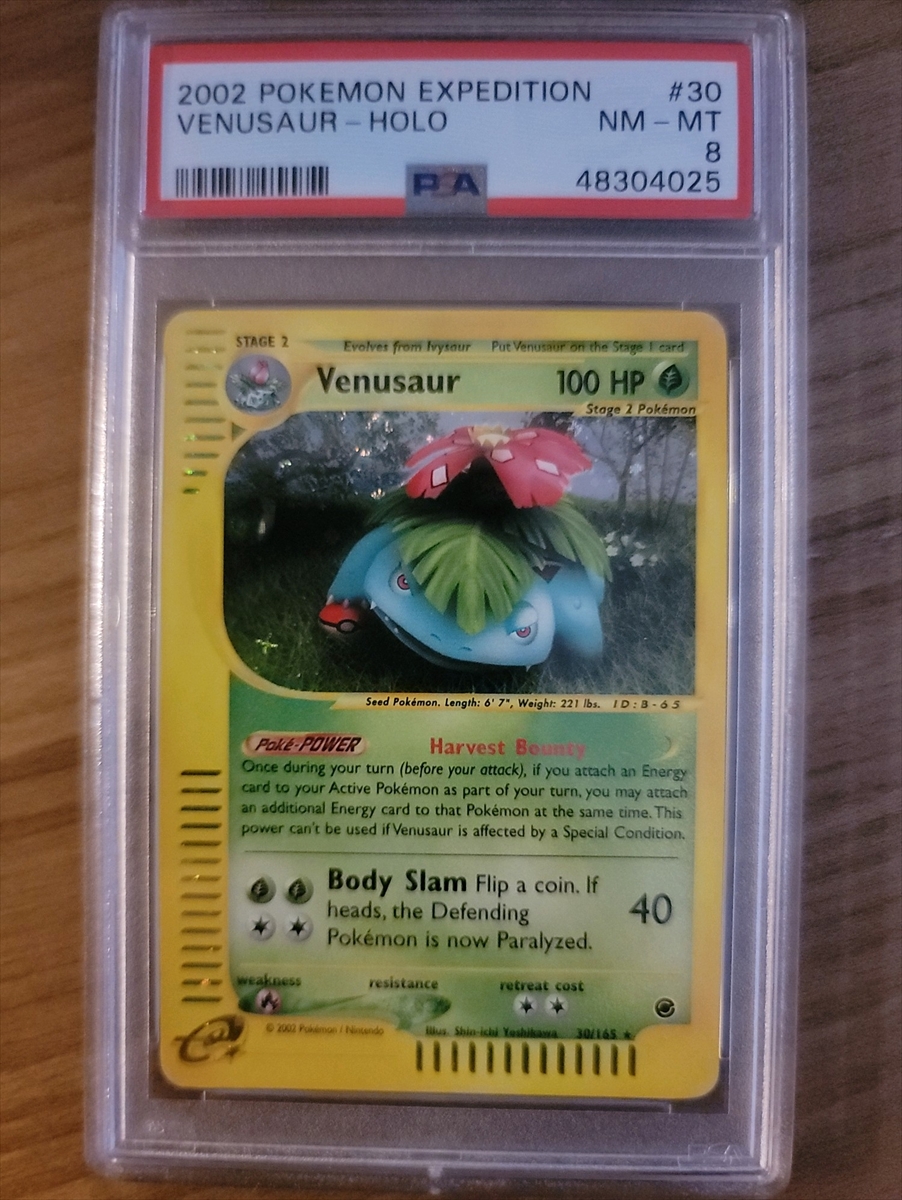 2002 POKEMON EXPEDITION #30
VENUSAUR - HOLO NM - MT
8
PSA 48304025
STAGE 2 Evolves from Ivysaur Put Venusaur on the Stage 1 card
Venusaur 100 HP
Stage 2 Pokémon
Seed Pokémon. Length: 6' 7", Weight: 221 lbs. ID:B-65
Poké-POWER Harvest Bounty
Once during your turn (before your attack), if you attach an Energy
card to your Active Pokémon as part of your turn, you may attach
an additional Energy card to that Pokémon at the same time. This
power can't be used if Venusaur is affected by a Special Condition.
Body Slam Flip a coin. If
heads, the Defending 40
Pokémon is now Paralyzed.
weakness resistance retreat cost
© 2002 Pokémon / Nintendo Illus. Shin-ichi Yoshikawa 30/165 ★
e
PSA